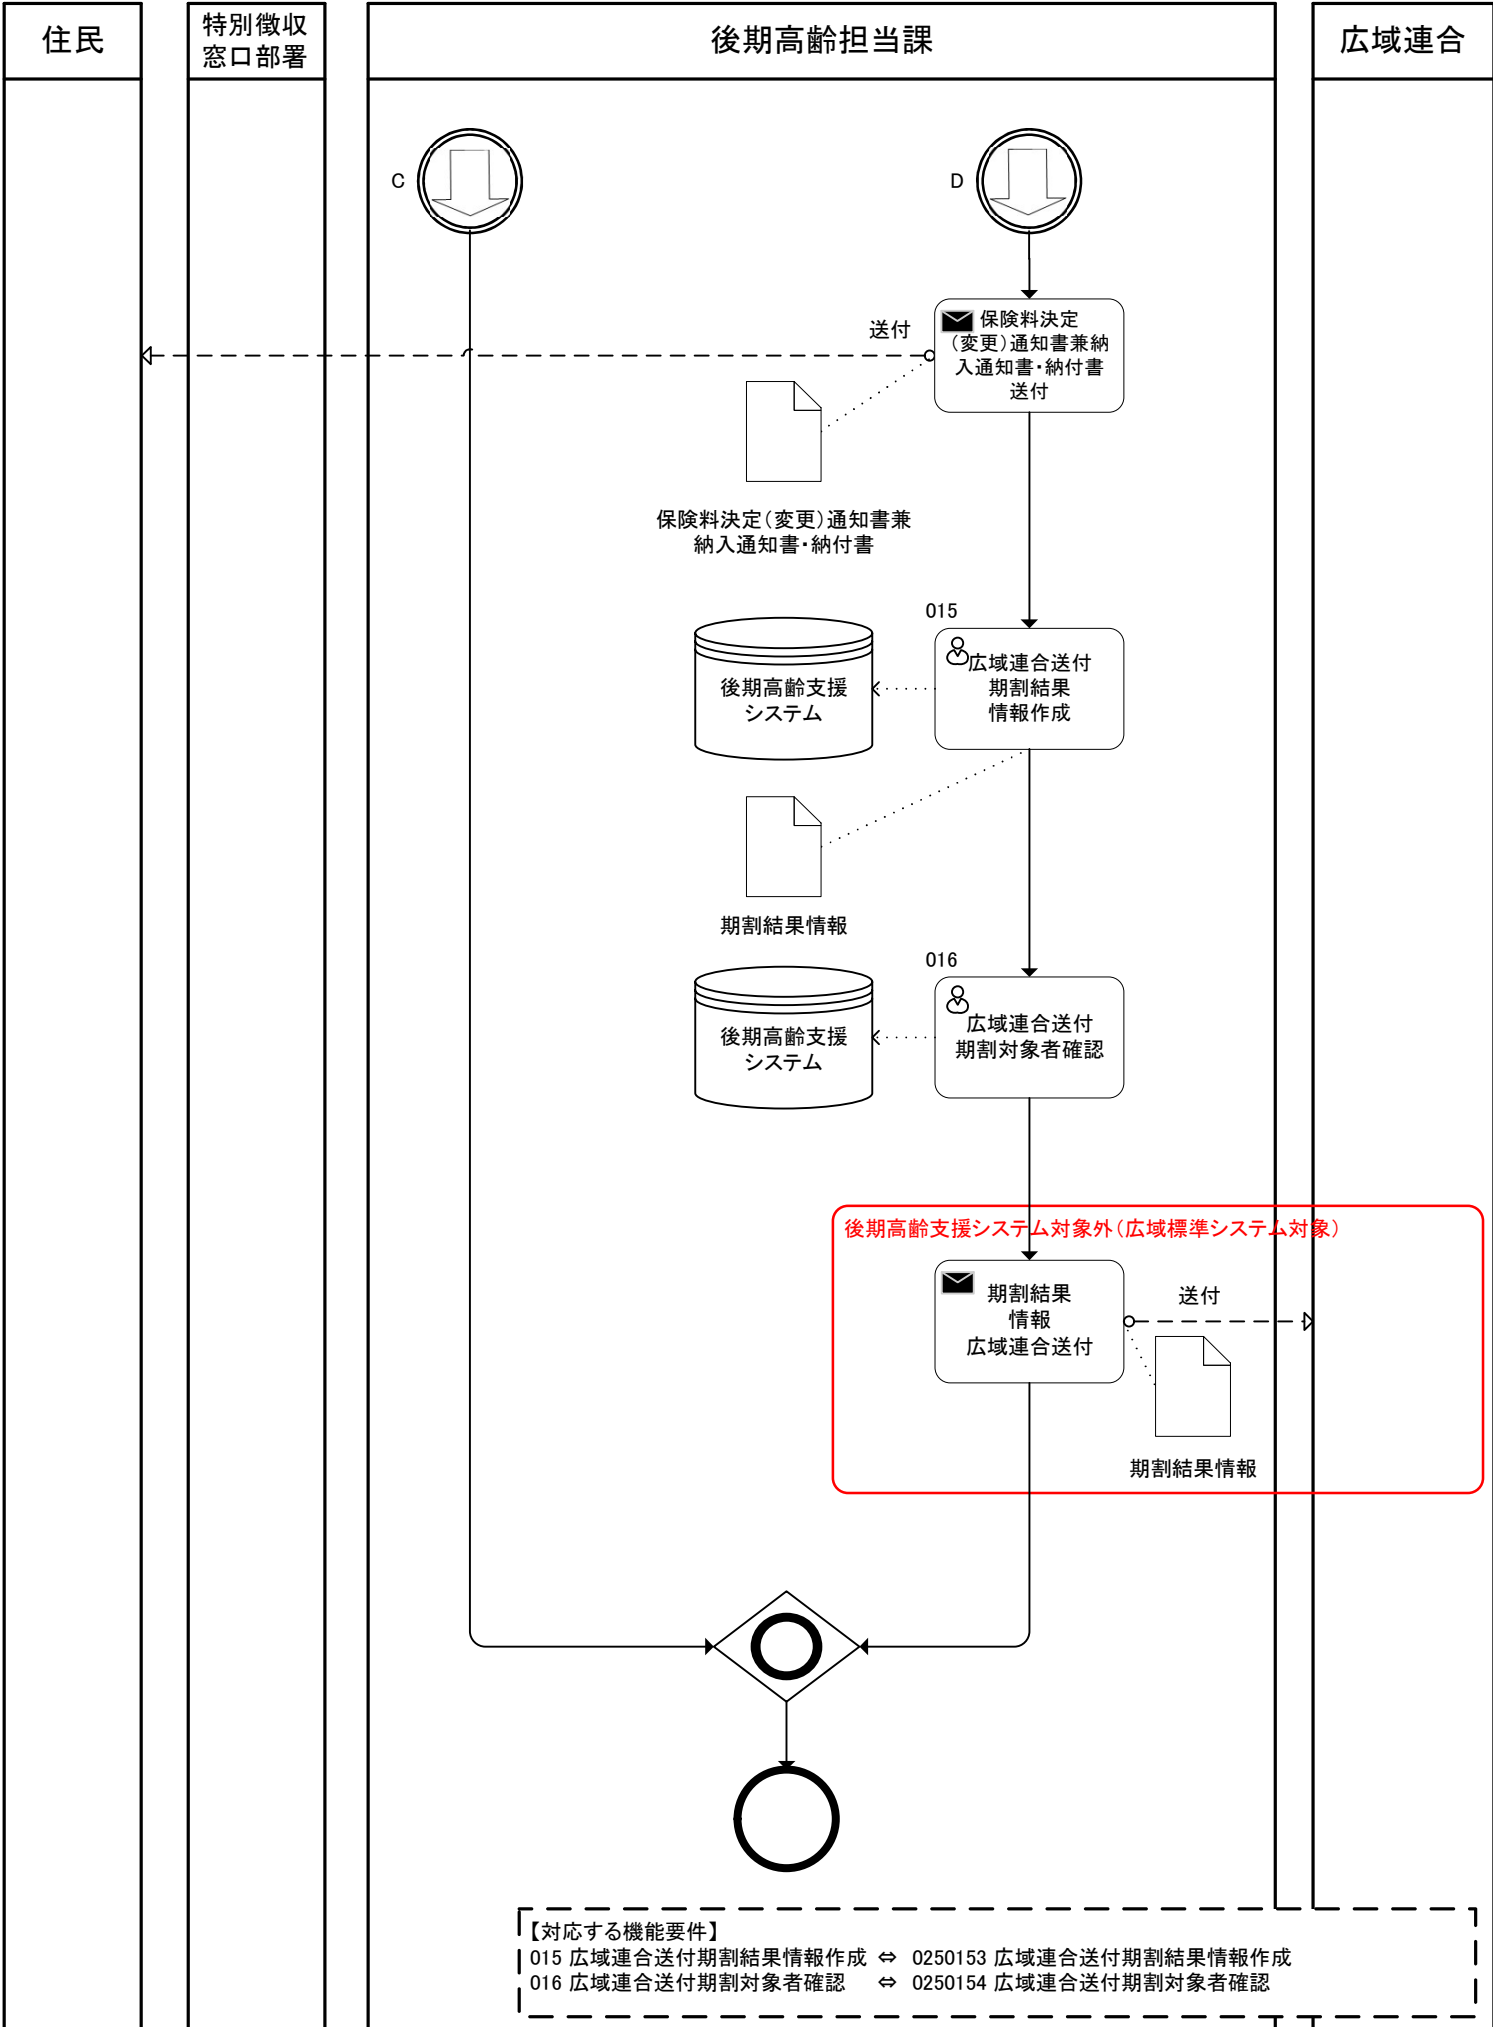 住民
特別徴収
窓口部署
後期高齢担当課
広域連合
C
D
送付
保険料決定
（変更）通知書兼納
入通知書・納付書
送付
保険料決定（変更）通知書兼
納入通知書・納付書
015
広域連合送付
期割結果
情報作成
後期高齢支援
システム
期割結果情報
016
広域連合送付
期割対象者確認
後期高齢支援
システム
後期高齢支援システム対象外（広域標準システム対象）
期割結果
情報
広域連合送付
送付
期割結果情報
【対応する機能要件】
015 広域連合送付期割結果情報作成 ⇔ 0250153 広域連合送付期割結果情報作成
016 広域連合送付期割対象者確認 ⇔ 0250154 広域連合送付期割対象者確認